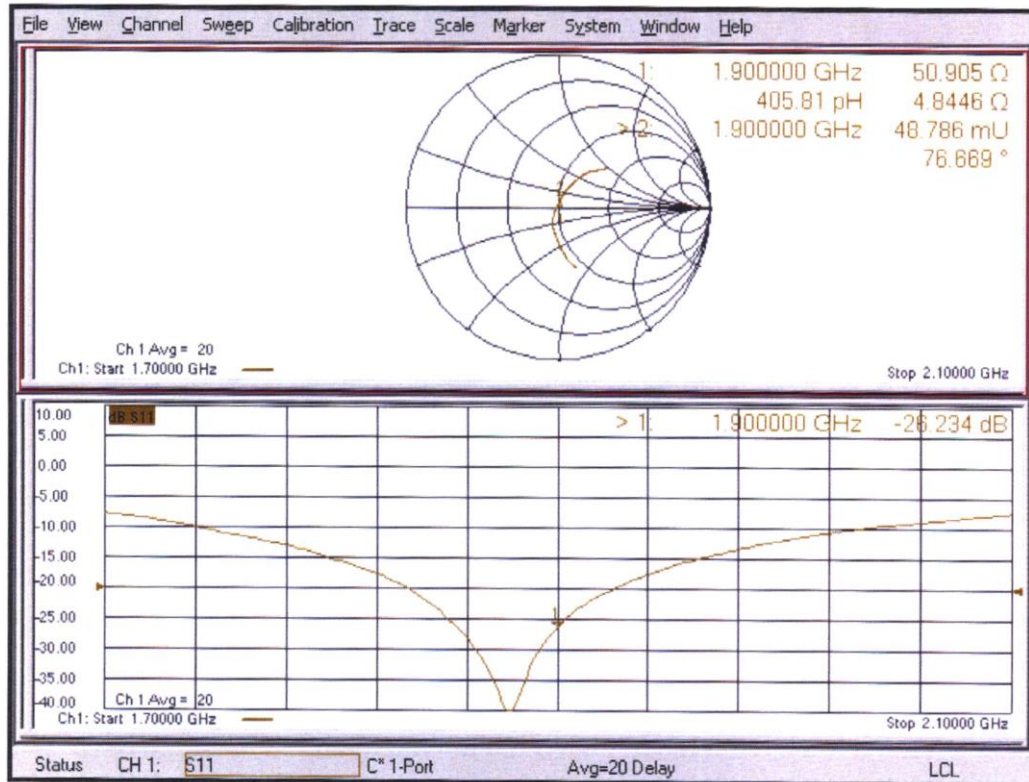 File View Channel Sweep Calibration Trace Scale Marker System Window Help
1: 1.900000 GHz 50.905 Ω
405.81 pH 4.8446 Ω
> 2: 1.900000 GHz 48.786 mU
76.669 °
Ch 1 Avg = 20
Ch1: Start 1.70000 GHz
Stop 2.10000 GHz
10.00
dB S11
> 1: 1.900000 GHz -26.234 dB
5.00
0.00
-5.00
-10.00
-15.00
-20.00
-25.00
1
-30.00
-35.00
-40.00
Ch 1 Avg = 20
Ch1: Start 1.70000 GHz
Stop 2.10000 GHz
Status CH 1: S11 C* 1-Port Avg=20 Delay LCL